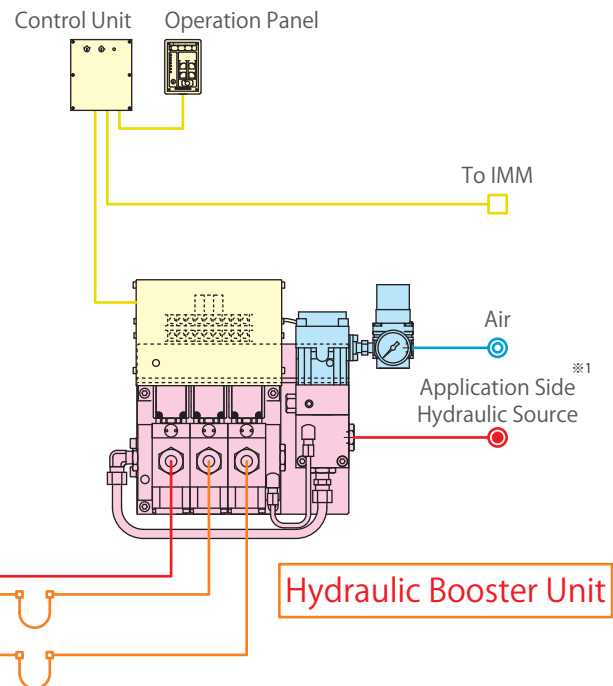 Control Unit
Operation Panel
To IMM
Air
※1
Application Side
Hydraulic Source
Hydraulic Booster Unit